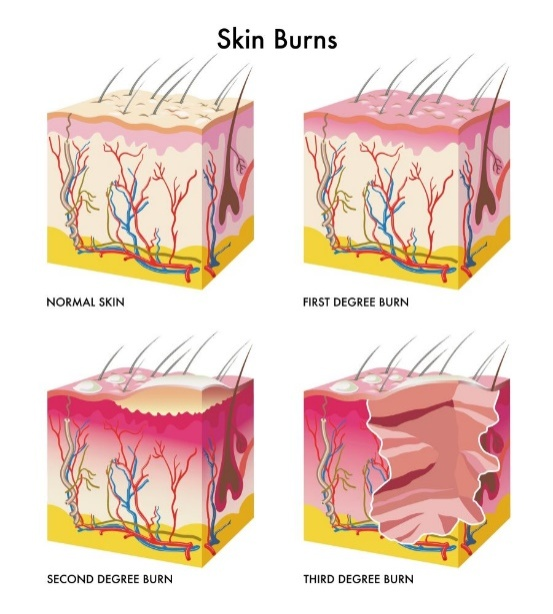 Skin Burns
NORMAL SKIN
FIRST DEGREE BURN
SECOND DEGREE BURN
THIRD DEGREE BURN